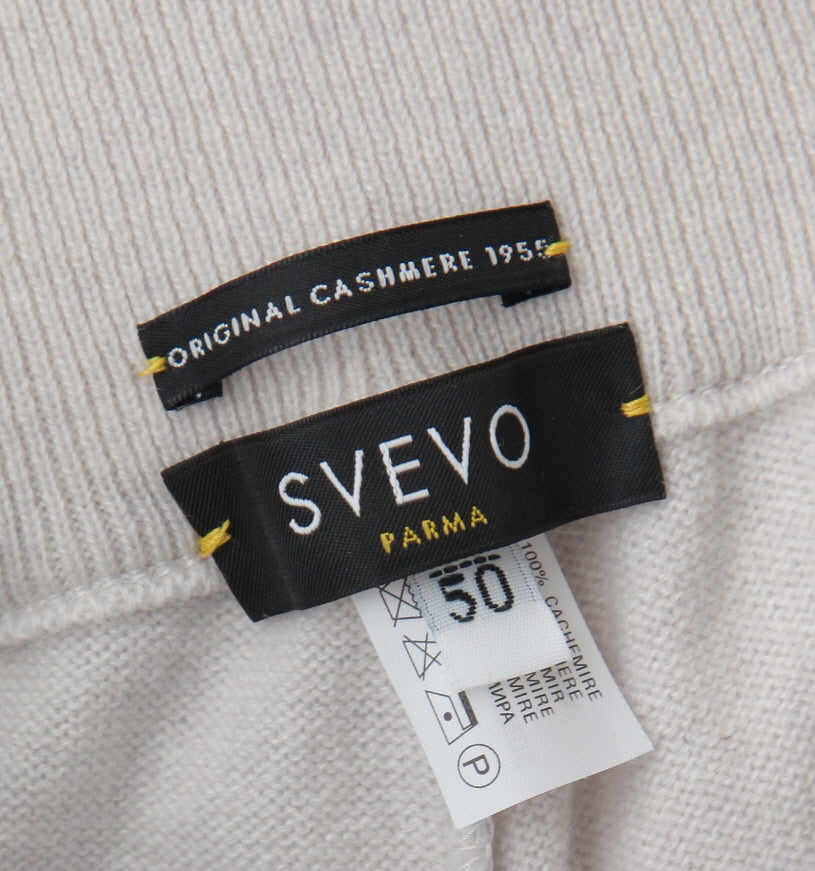 ORIGINAL CASHMERE 1955
SVEVO
PARMA
50
100% CACHEMIRE
P